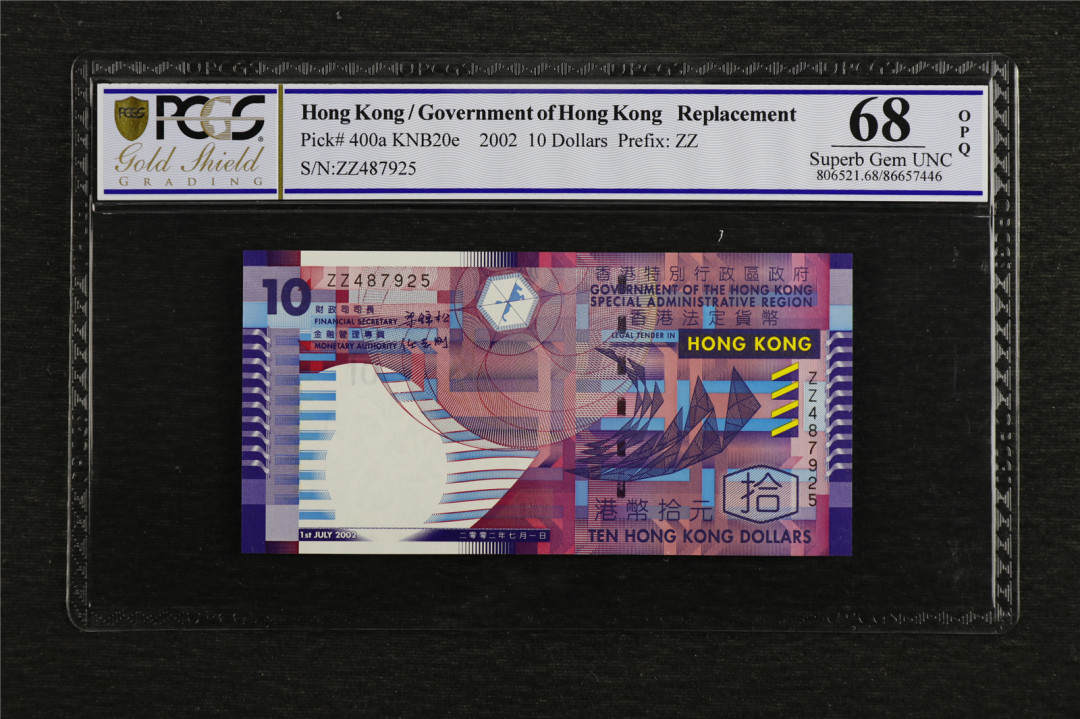 PCGS
PCGS
Gold Shield
GRADING
Hong Kong / Government of Hong Kong Replacement
Pick# 400a KNB20e 2002 10 Dollars Prefix: ZZ
S/N:ZZ487925
68
Superb Gem UNC
806521.68/86657446
OPQ
10
ZZ487925
財政司司長
FINANCIAL SECRETARY
金融管理專員
MONETARY AUTHORITY
香港特別行政區政府
GOVERNMENT OF THE HONG KONG
SPECIAL ADMINISTRATIVE REGION
香港法定貨幣
LEGAL TENDER IN
HONG KONG
ZZ487925
拾
港幣拾元
TEN HONG KONG DOLLARS
1st JULY 2002
二零零二年七月一日